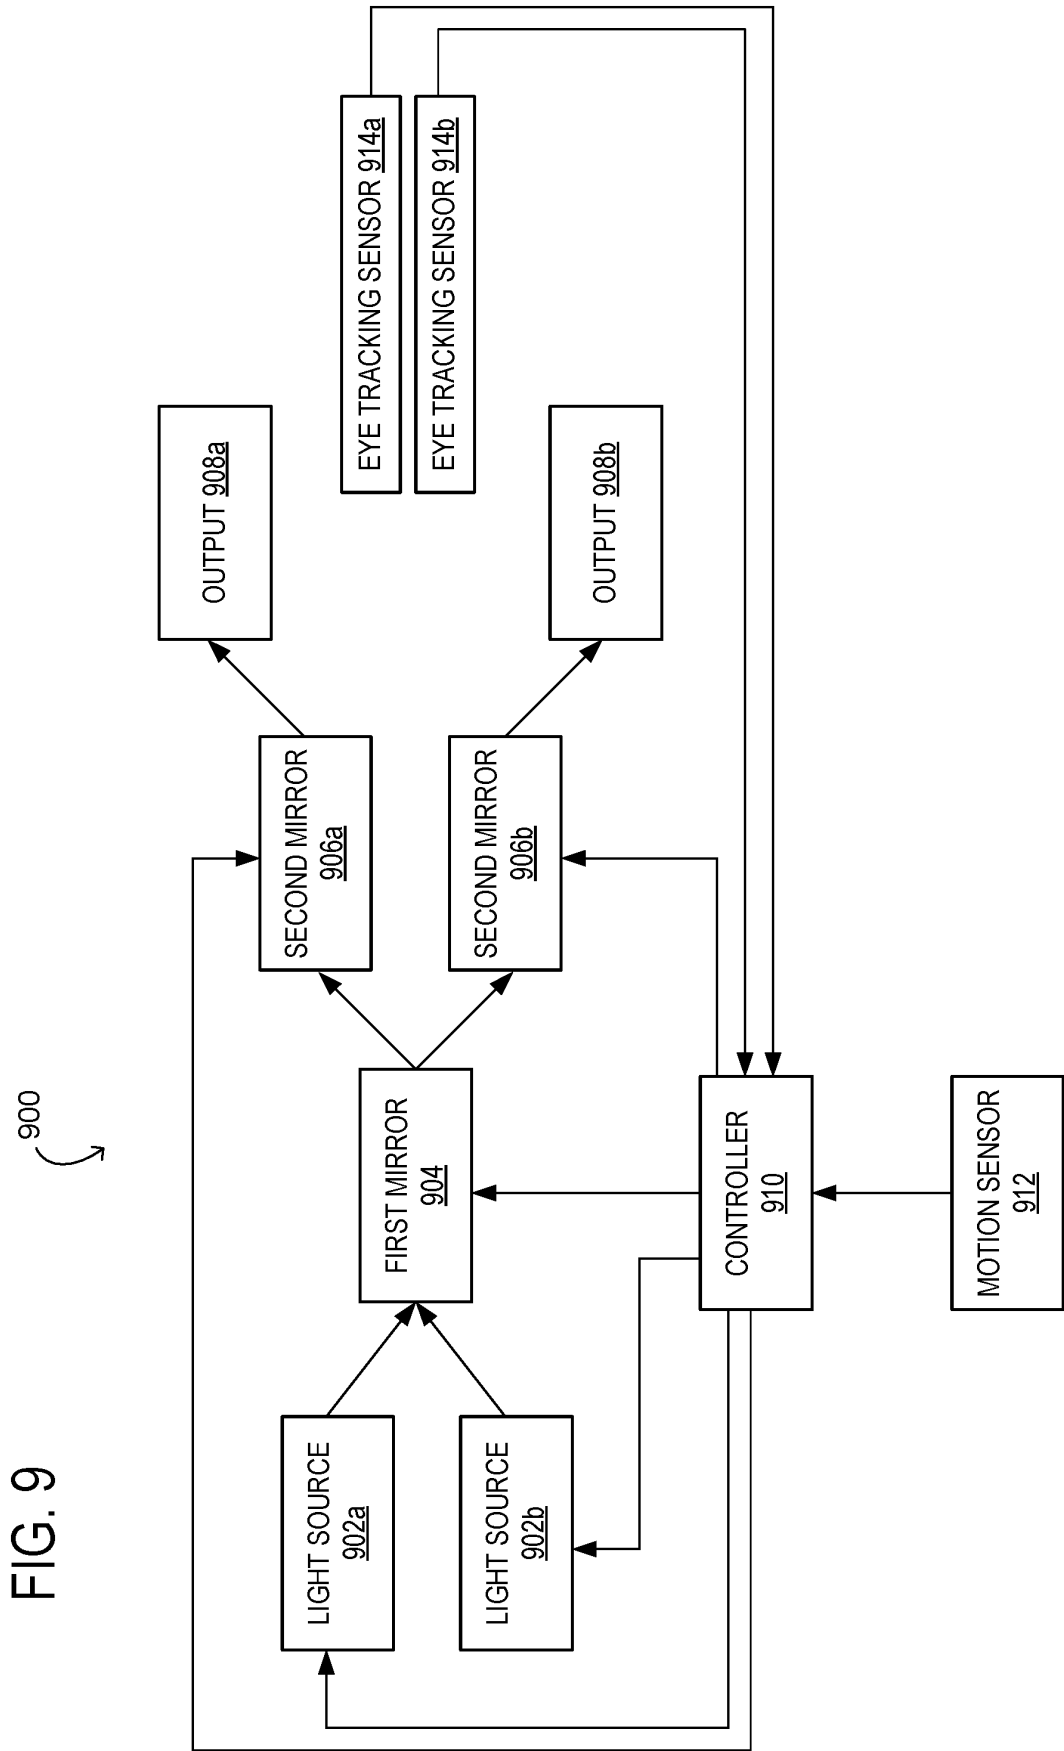 FIG. 9
900
LIGHT SOURCE
902a
LIGHT SOURCE
902b
FIRST MIRROR
904
SECOND MIRROR
906a
SECOND MIRROR
906b
OUTPUT 908a
OUTPUT 908b
EYE TRACKING SENSOR 914a
EYE TRACKING SENSOR 914b
CONTROLLER
910
MOTION SENSOR
912